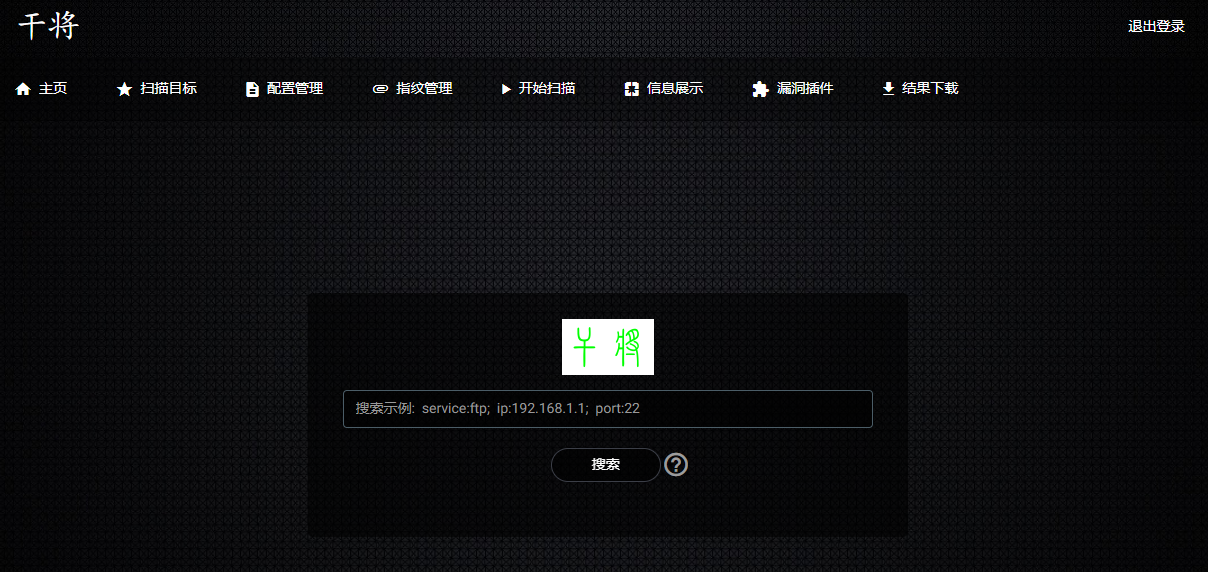 干将
退出登录
主页 扫描目标 配置管理 指纹管理 开始扫描 信息展示 漏洞插件 结果下载
干 將
搜索示例: service:ftp; ip:192.168.1.1; port:22
搜索